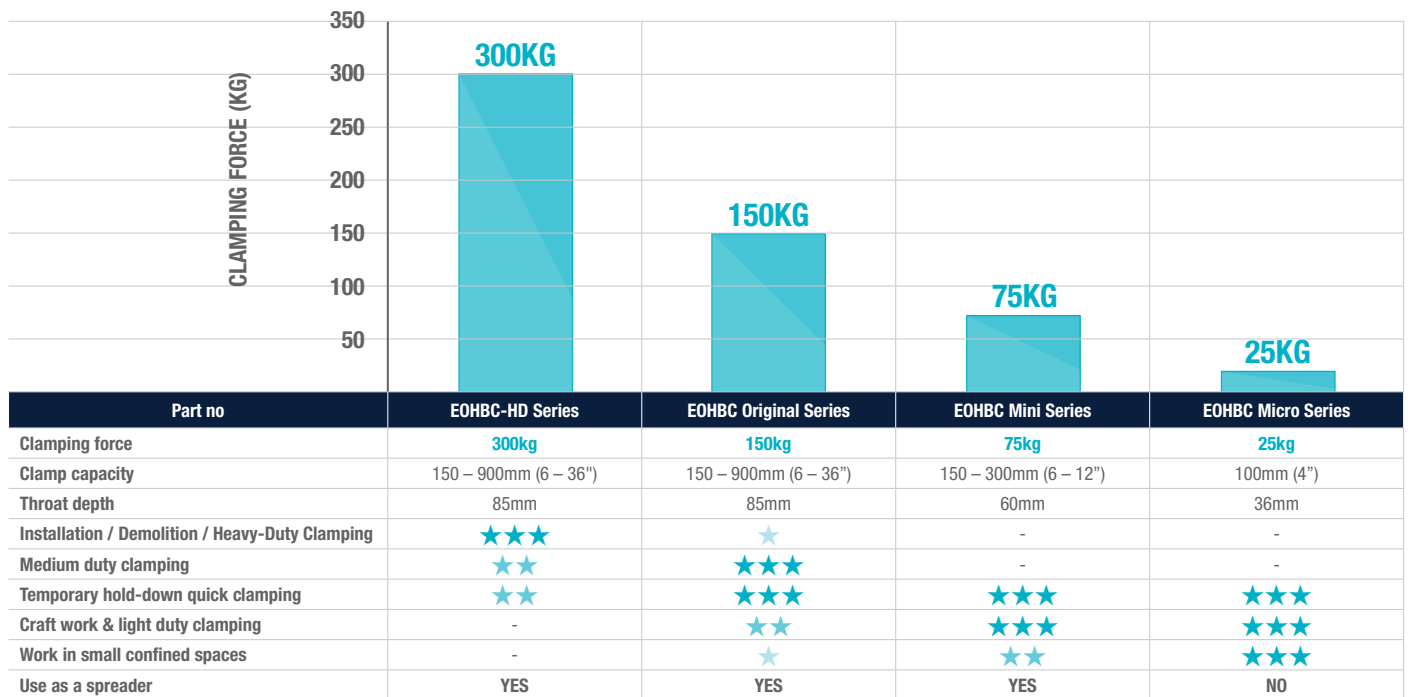 350
300
250
200
150
100
50
CLAMPING FORCE (KG)
300KG
150KG
75KG
25KG
Part no EOHBC-HD Series EOHBC Original Series EOHBC Mini Series EOHBC Micro Series
Clamping force 300kg 150kg 75kg 25kg
Clamp capacity 150 – 900mm (6 – 36") 150 – 900mm (6 – 36”) 150 – 300mm (6 – 12”) 100mm (4”)
Throat depth 85mm 85mm 60mm 36mm
Installation / Demolition / Heavy-Duty Clamping ★★★ ★ - -
Medium duty clamping ★★ ★★★ - -
Temporary hold-down quick clamping ★★ ★★★ ★★★ ★★★
Craft work & light duty clamping - ★★ ★★★ ★★★
Work in small confined spaces - ★ ★★ ★★★
Use as a spreader YES YES YES NO